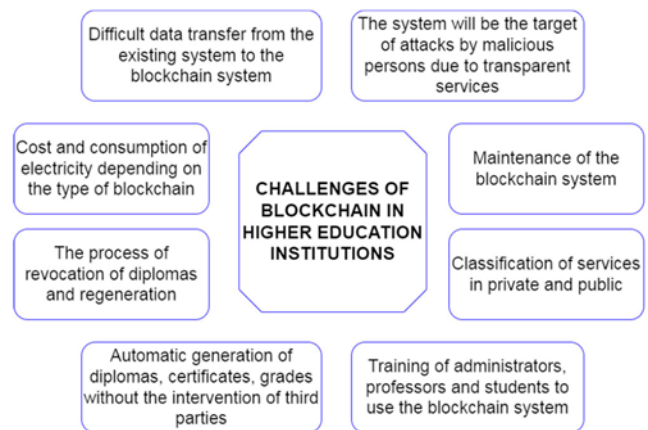 Difficult data transfer from the
existing system to the
blockchain system
The system will be the target
of attacks by malicious
persons due to transparent
services
Cost and consumption of
electricity depending on
the type of blockchain
CHALLENGES OF
BLOCKCHAIN IN
HIGHER EDUCATION
INSTITUTIONS
Maintenance of the
blockchain system
The process of
revocation of diplomas
and regeneration
Classification of services
in private and public
Automatic generation of
diplomas, certificates, grades
without the intervention of third
parties
Training of administrators,
professors and students to
use the blockchain system